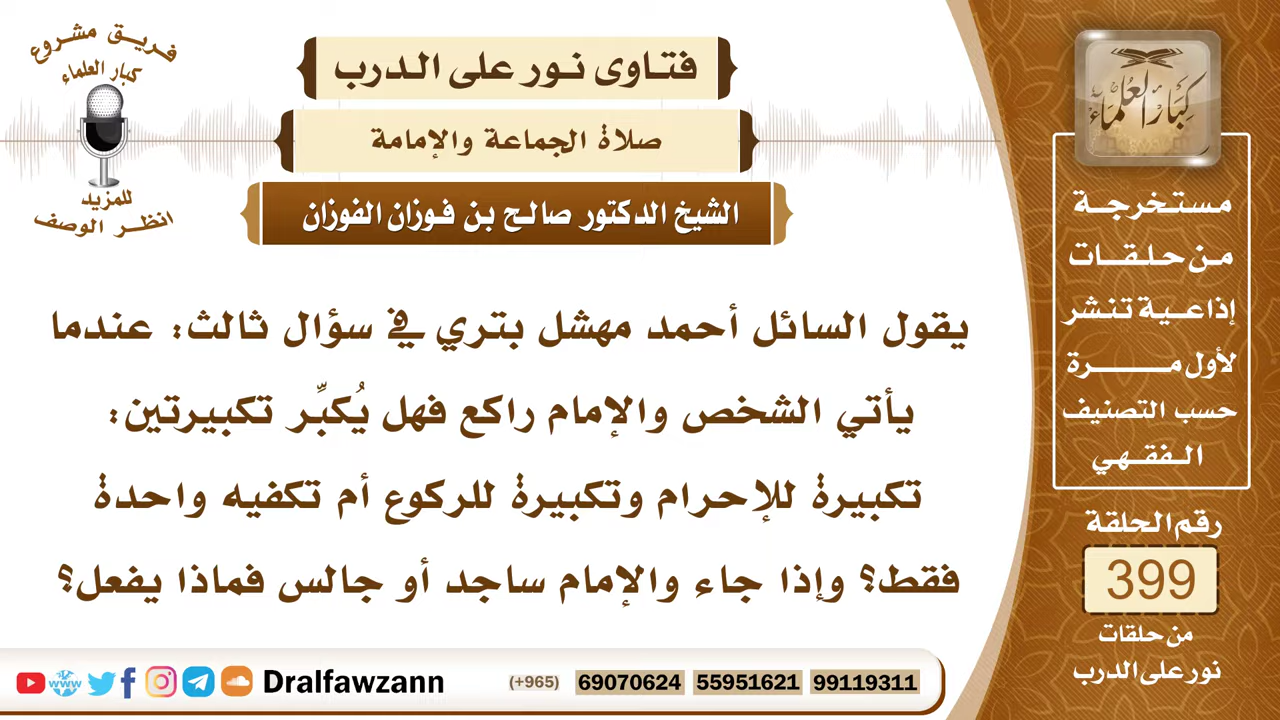 فريق مشروع
كبار العلماء
للمزيد
انظر الوصف
فتاوى نور على الدرب
صلاة الجماعة والإمامة
الشيخ الدكتور صالح بن فوزان الفوزان
يقول السائل أحمد مهشل بتري في سؤال ثالث: عندما
يأتي الشخص والإمام راكع فهل يُكبِّر تكبيرتين:
تكبيرة للإحرام وتكبيرة للركوع أم تكفيه واحدة
فقط؟ وإذا جاء والإمام ساجد أو جالس فماذا يفعل؟
كبار العلماء
مستخرجة
من حلقات
إذاعية تنشر
لأول مرة
حسب التصنيف
الفقهي
رقم الحلقة
399
من حلقات
نور على الدرب
www Dralfawzann (+965) 69070624 55951621 99119311